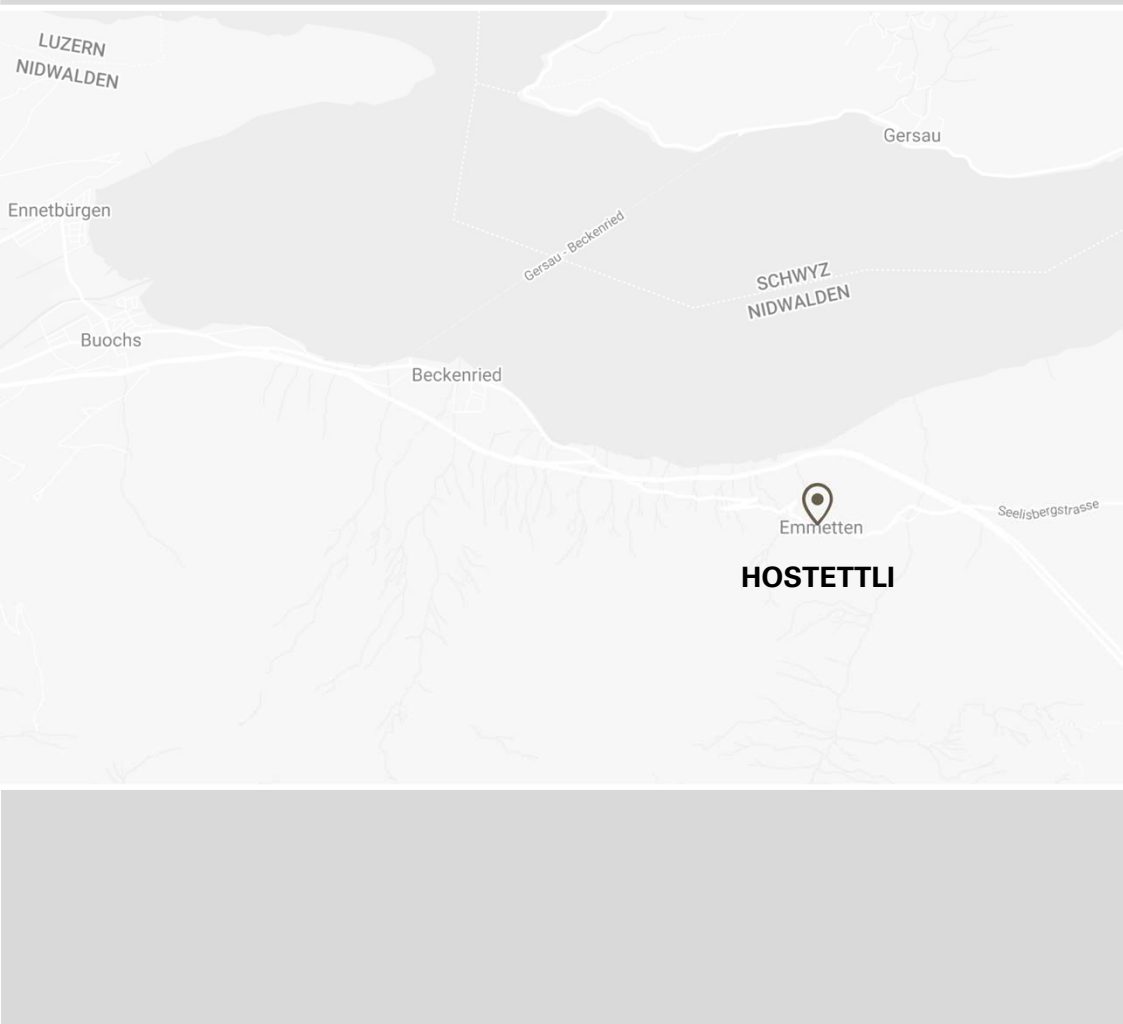 LUZERN
NIDWALDEN
Gersau
Ennetbürgen
Gersau - Beckenried
SCHWYZ
NIDWALDEN
Buochs
Beckenried
Seelisbergstrasse
Emmetten
HOSTETTLI